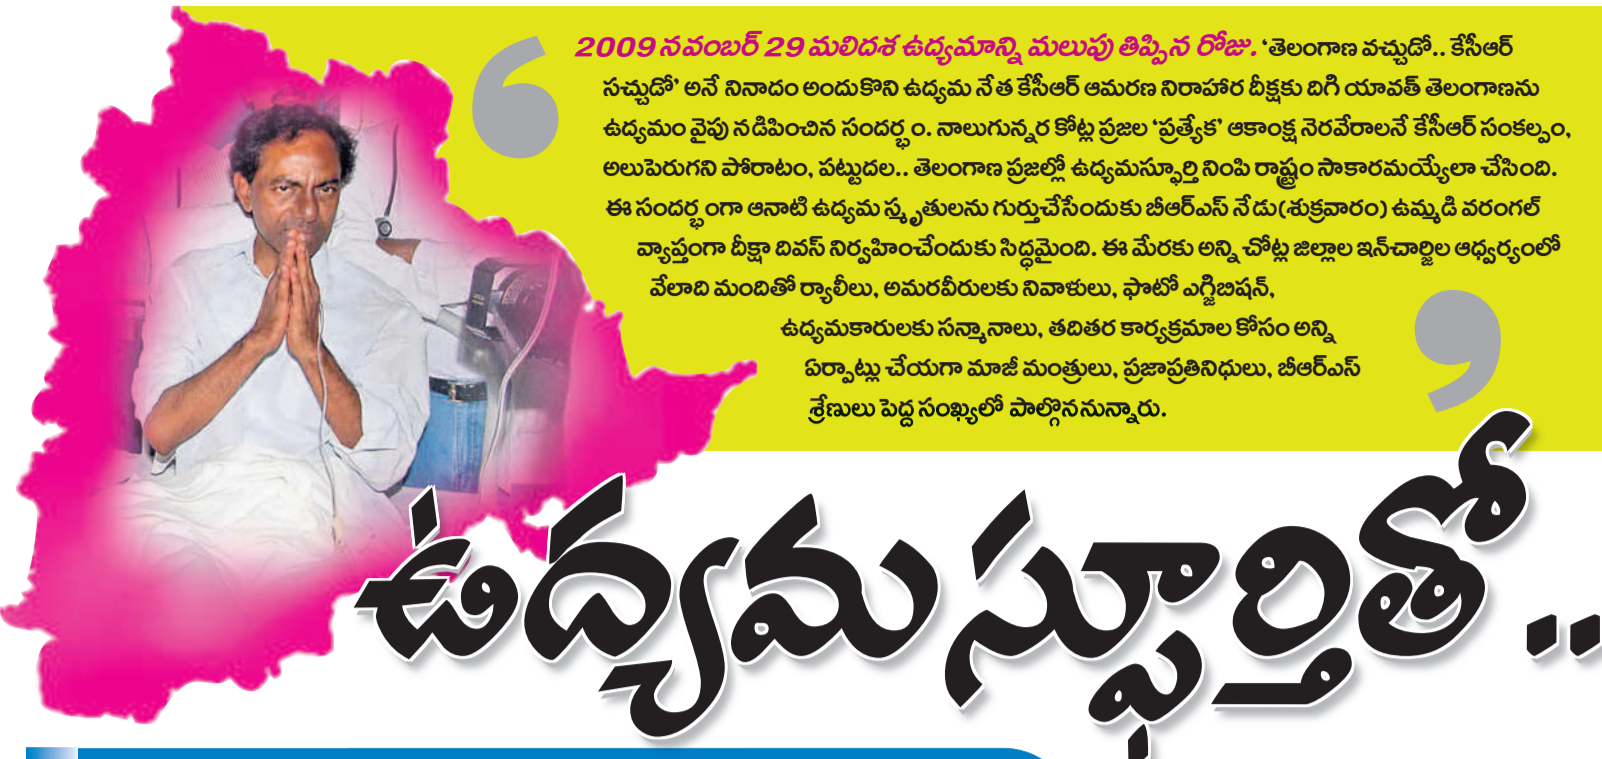 2009 నవంబర్ 29 మలిదశ ఉద్యమాన్ని మలుపు తిప్పిన రోజు. ‘తెలంగాణ వచ్చుడో.. కేసీఆర్
సచ్చుడో’ అనే నినాదం అందుకొని ఉద్యమ నేత కేసీఆర్ ఆమరణ నిరాహార దీక్షకు దిగి యావత్ తెలంగాణను
ఉద్యమం వైపు నడిపించిన సందర్భం. నాలుగున్నర కోట్ల ప్రజల ‘ప్రత్యేక’ ఆకాంక్ష నెరవేరాలనే కేసీఆర్ సంకల్పం,
అలుపెరుగని పోరాటం, పట్టుదల.. తెలంగాణ ప్రజల్లో ఉద్యమస్ఫూర్తి నింపి రాష్ట్రం సాకారమయ్యేలా చేసింది.
ఈ సందర్భంగా ఆనాటి ఉద్యమ స్మృతులను గుర్తుచేసేందుకు బీఆర్ఎస్ నేడు(శుక్రవారం) ఉమ్మడి వరంగల్
వ్యాప్తంగా దీక్షా దివస్ నిర్వహించేందుకు సిద్ధమైంది. ఈ మేరకు అన్ని చోట్ల జిల్లాల ఇన్‌చార్జిల ఆధ్వర్యంలో
వేలాది మందితో ర్యాలీలు, అమరవీరులకు నివాళులు, ఫొటో ఎగ్జిబిషన్,
ఉద్యమకారులకు సన్మానాలు, తదితర కార్యక్రమాల కోసం అన్ని
ఏర్పాట్లు చేయగా మాజీ మంత్రులు, ప్రజాప్రతినిధులు, బీఆర్ఎస్
శ్రేణులు పెద్ద సంఖ్యలో పాల్గొననున్నారు.
ఉద్యమ స్ఫూర్తితో..